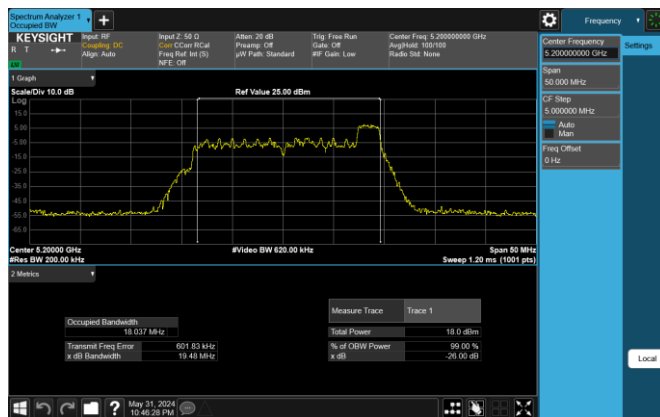 Spectrum Analyzer 1
Occupied BW
Frequency
KEYSIGHT
R T
Input: RF
Coupling: DC
Align: Auto
Input Z: 50 Ω
Corr CCorr RCal
Freq Ref: Int (S)
NFE: Off
Atten: 20 dB
Preamp: Off
µW Path: Standard
Trig: Free Run
Gate: Off
#IF Gain: Low
Center Freq: 5.200000000 GHz
Avg|Hold: 100/100
Radio Std: None
Center Frequency
5.200000000 GHz
Settings
Span
50.000 MHz
CF Step
5.000000 MHz
Auto
Man
Freq Offset
0 Hz
1 Graph
Scale/Div 10.0 dB
Ref Value 25.00 dBm
Log
15.0
5.00
-5.00
-15.0
-25.0
-35.0
-45.0
-55.0
-65.0
Center 5.20000 GHz
#Video BW 620.00 kHz
Span 50 MHz
#Res BW 200.00 kHz
Sweep 1.20 ms (1001 pts)
2 Metrics
Measure Trace
Trace 1
Occupied Bandwidth
18.037 MHz
Total Power
18.0 dBm
Transmit Freq Error
601.83 kHz
% of OBW Power
99.00 %
x dB Bandwidth
19.48 MHz
x dB
-26.00 dB
Local
?
May 31, 2024
10:46:28 PM